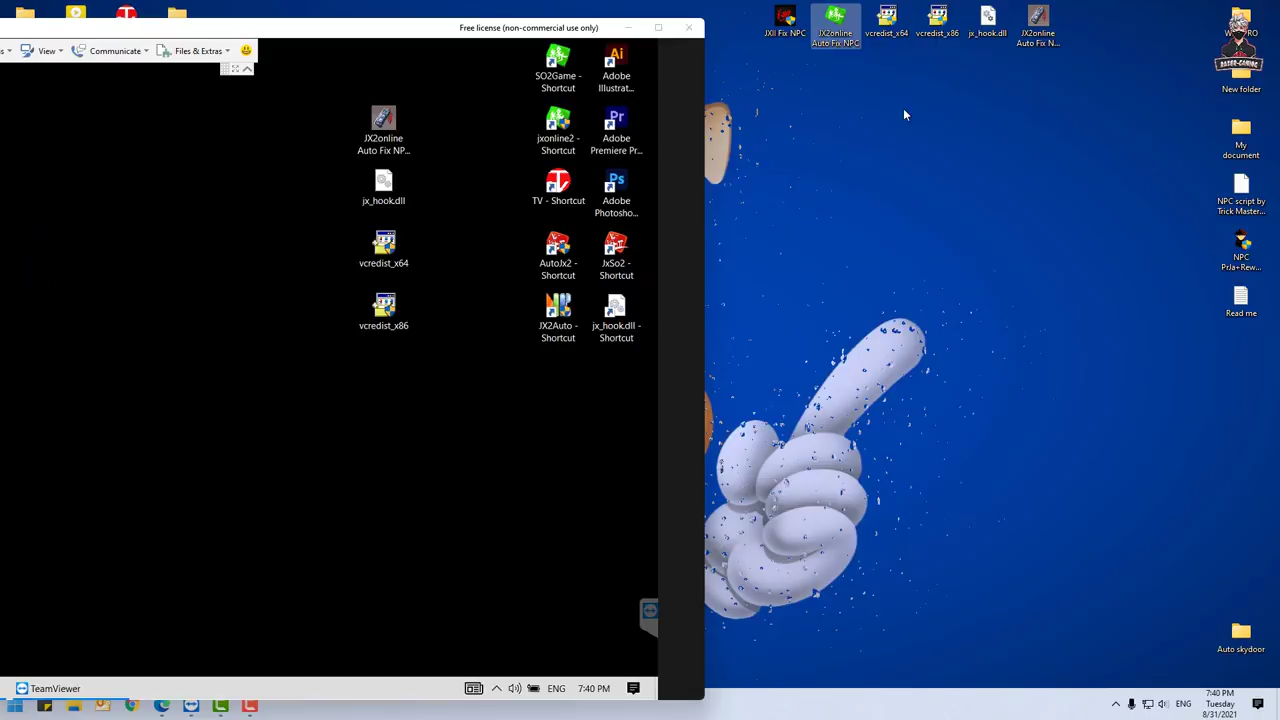 Free license (non-commercial use only)
View
Communicate
Files & Extras
SO2Game -
Shortcut
Adobe
Illustrat...
JX2online
Auto Fix NP...
jxonline2 -
Shortcut
Adobe
Premiere Pr...
jx_hook.dll
TV - Shortcut
Adobe
Photosho...
vcredist_x64
AutoJx2 -
Shortcut
JxSo2 -
Shortcut
vcredist_x86
JX2Auto -
Shortcut
jx_hook.dll -
Shortcut
TeamViewer
ENG
7:40 PM
JXII Fix NPC
JX2online
Auto Fix NPC
vcredist_x64
vcredist_x86
jx_hook.dll
JX2online
Auto Fix N...
New folder
My
document
NPC script by
Trick Master...
NPC
PrJa+Rew...
Read me
Auto skydoor
ENG
7:40 PM
Tuesday
8/31/2021